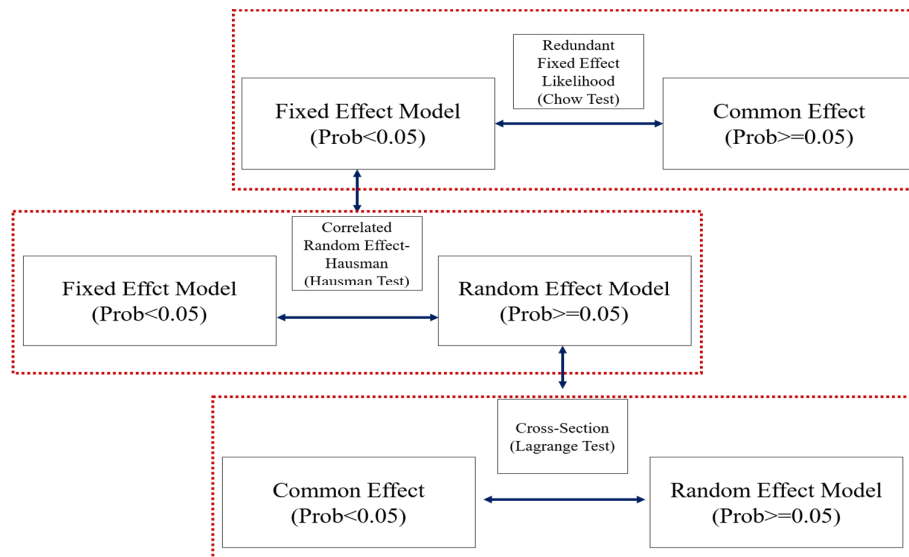 Redundant
Fixed Effect
Likelihood
(Chow Test)
Fixed Effect Model
(Prob<0.05)
Common Effect
(Prob>=0.05)
Correlated
Random Effect-
Hausman
(Hausman Test)
Fixed Effct Model
(Prob<0.05)
Random Effect Model
(Prob>=0.05)
Cross-Section
(Lagrange Test)
Common Effect
(Prob<0.05)
Random Effect Model
(Prob>=0.05)